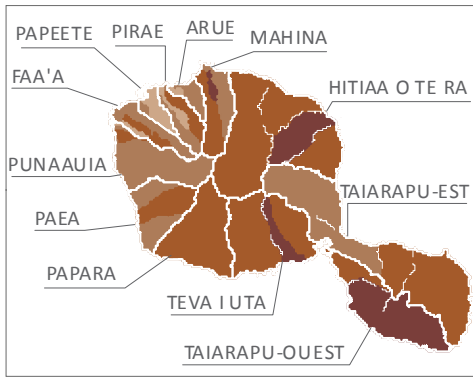 PAPEETE
PIRAE
ARUE
MAHINA
FAA'A
HITIAA O TE RA
PUNAAUIA
TAIARAPU-EST
PAEA
PAPARA
TEVA I UTA
TAIARAPU-OUEST